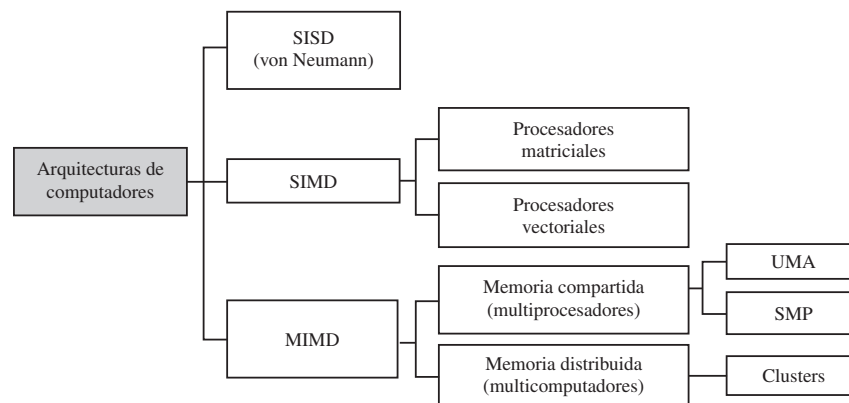 SISD
(von Neumann)
Procesadores
matriciales
Arquitecturas de
computadores
SIMD
Procesadores
vectoriales
UMA
Memoria compartida
(multiprocesadores)
SMP
MIMD
Memoria distribuida
(multicomputadores)
Clusters